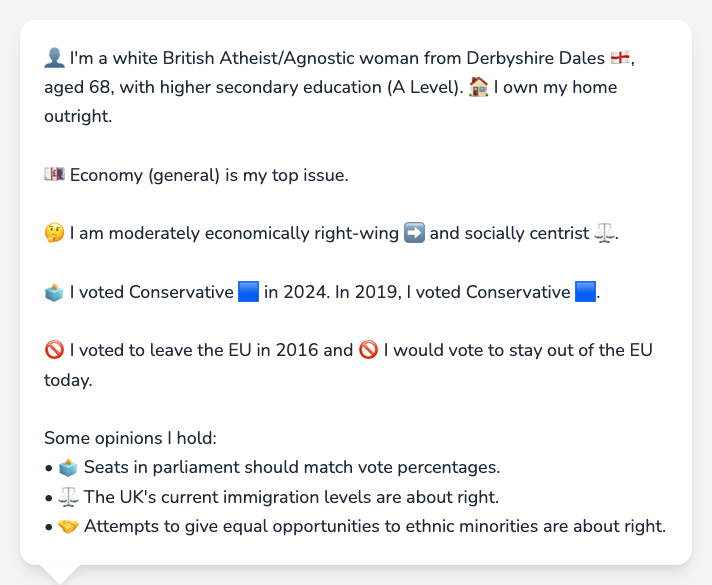 👤 I'm a white British Atheist/Agnostic woman from Derbyshire Dales 🏴󠁧󠁢󠁥󠁮󠁧󠁿,
aged 68, with higher secondary education (A Level). 🏠 I own my home
outright.
💷 Economy (general) is my top issue.
🤔 I am moderately economically right-wing ➡️ and socially centrist ⚖️.
🗳️ I voted Conservative 🟦 in 2024. In 2019, I voted Conservative 🟦.
🚫 I voted to leave the EU in 2016 and 🚫 I would vote to stay out of the EU
today.
Some opinions I hold:
• 🗳️ Seats in parliament should match vote percentages.
• ⚖️ The UK's current immigration levels are about right.
• 🤝 Attempts to give equal opportunities to ethnic minorities are about right.